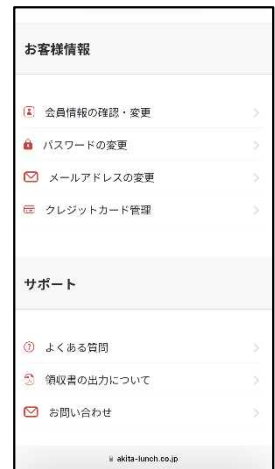 お客様情報
会員情報の確認・変更
パスワードの変更
メールアドレスの変更
クレジットカード管理
サポート
よくある質問
領収書の出力について
お問い合わせ
akita-lunch.co.jp